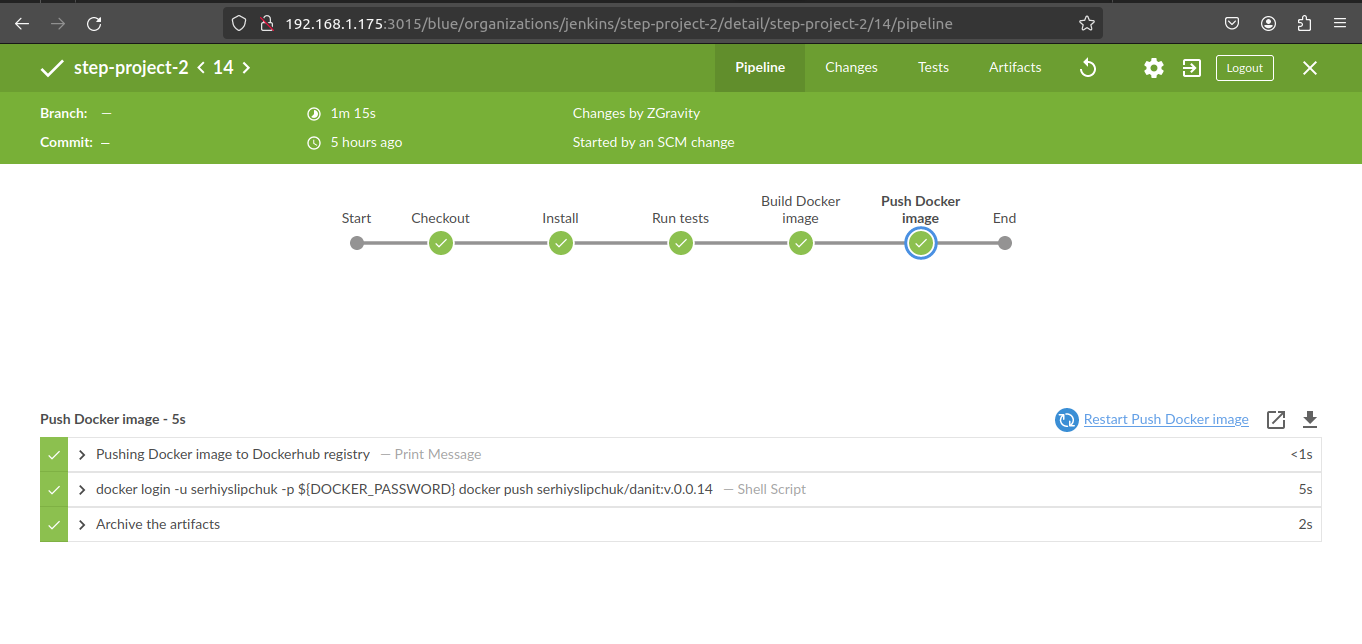 192.168.1.175:3015/blue/organizations/jenkins/step-project-2/detail/step-project-2/14/pipeline
step-project-2 < 14 >
Pipeline
Changes
Tests
Artifacts
Logout
Branch: —
1m 15s
Changes by ZGravity
Commit: —
5 hours ago
Started by an SCM change
Start
Checkout
Install
Run tests
Build Docker
image
Push Docker
image
End
Push Docker image - 5s
Restart Push Docker image
Pushing Docker image to Dockerhub registry — Print Message
<1s
docker login -u serhiyslipchuk -p ${DOCKER_PASSWORD} docker push serhiyslipchuk/danit:v.0.0.14 — Shell Script
5s
Archive the artifacts
2s